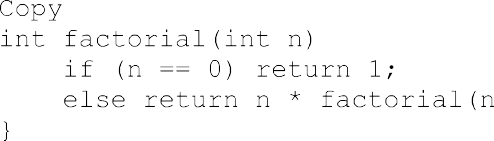 Copy
int factorial(int n)
    if (n == 0) return 1;
    else return n * factorial(n
}